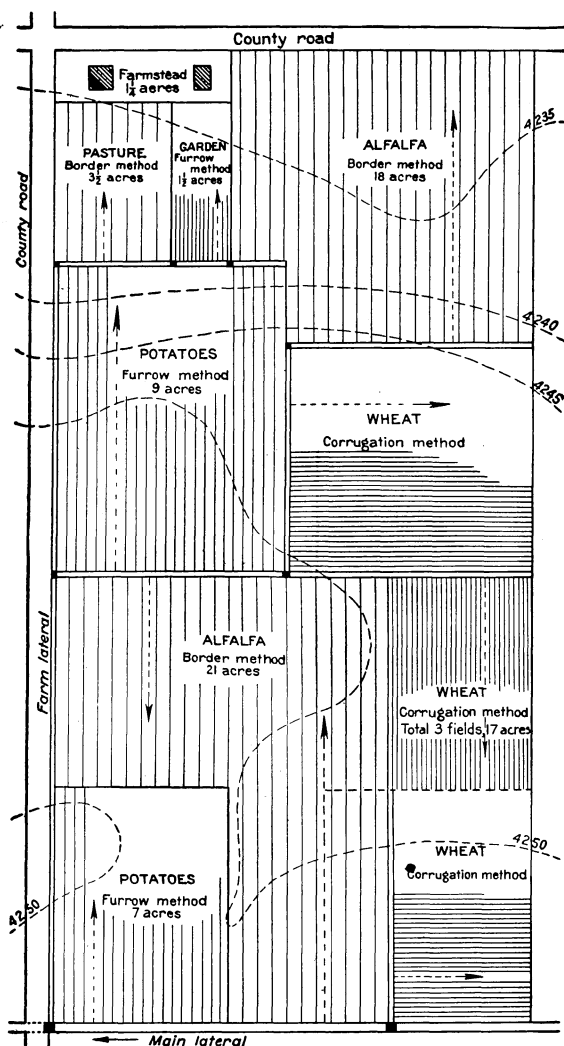 County road
Farmstead
1¼ acres
PASTURE
Border method
3½ acres
GARDEN
Furrow
method
1½ acres
ALFALFA
Border method
18 acres
4235
County road
4240
POTATOES
Furrow method
9 acres
4245
WHEAT
Corrugation method
ALFALFA
Border method
21 acres
Farm lateral
WHEAT
Corrugation method
Total 3 fields, 17 acres
4250
WHEAT
Corrugation method
POTATOES
Furrow method
7 acres
4250
Main lateral